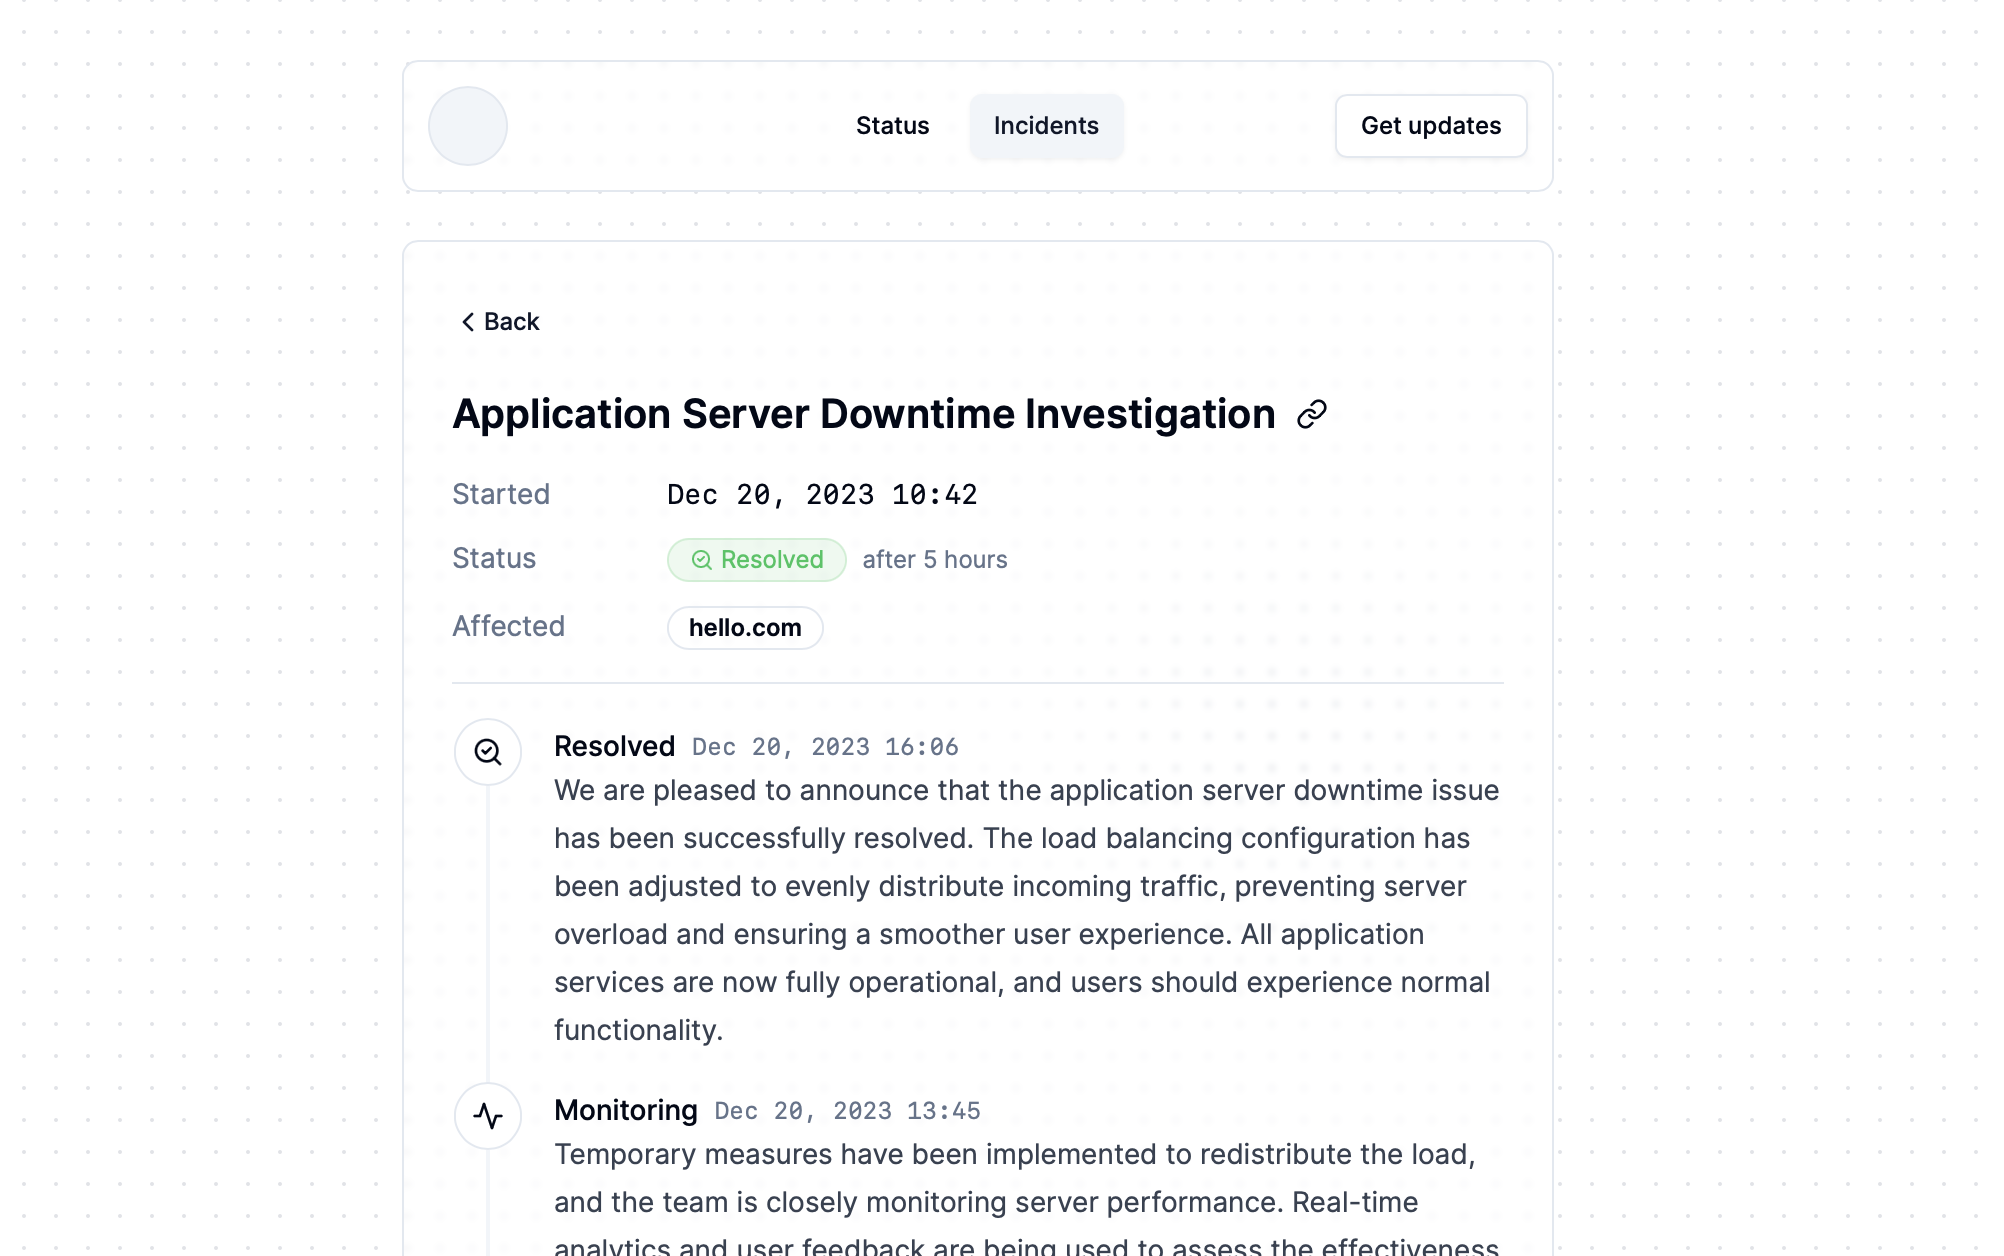 Status Incidents Get updates
Back
Application Server Downtime Investigation
Started Dec 20, 2023 10:42
Status Resolved after 5 hours
Affected hello.com
Resolved Dec 20, 2023 16:06
We are pleased to announce that the application server downtime issue
has been successfully resolved. The load balancing configuration has
been adjusted to evenly distribute incoming traffic, preventing server
overload and ensuring a smoother user experience. All application
services are now fully operational, and users should experience normal
functionality.
Monitoring Dec 20, 2023 13:45
Temporary measures have been implemented to redistribute the load,
and the team is closely monitoring server performance. Real-time
analytics and user feedback are being used to assess the effectiveness